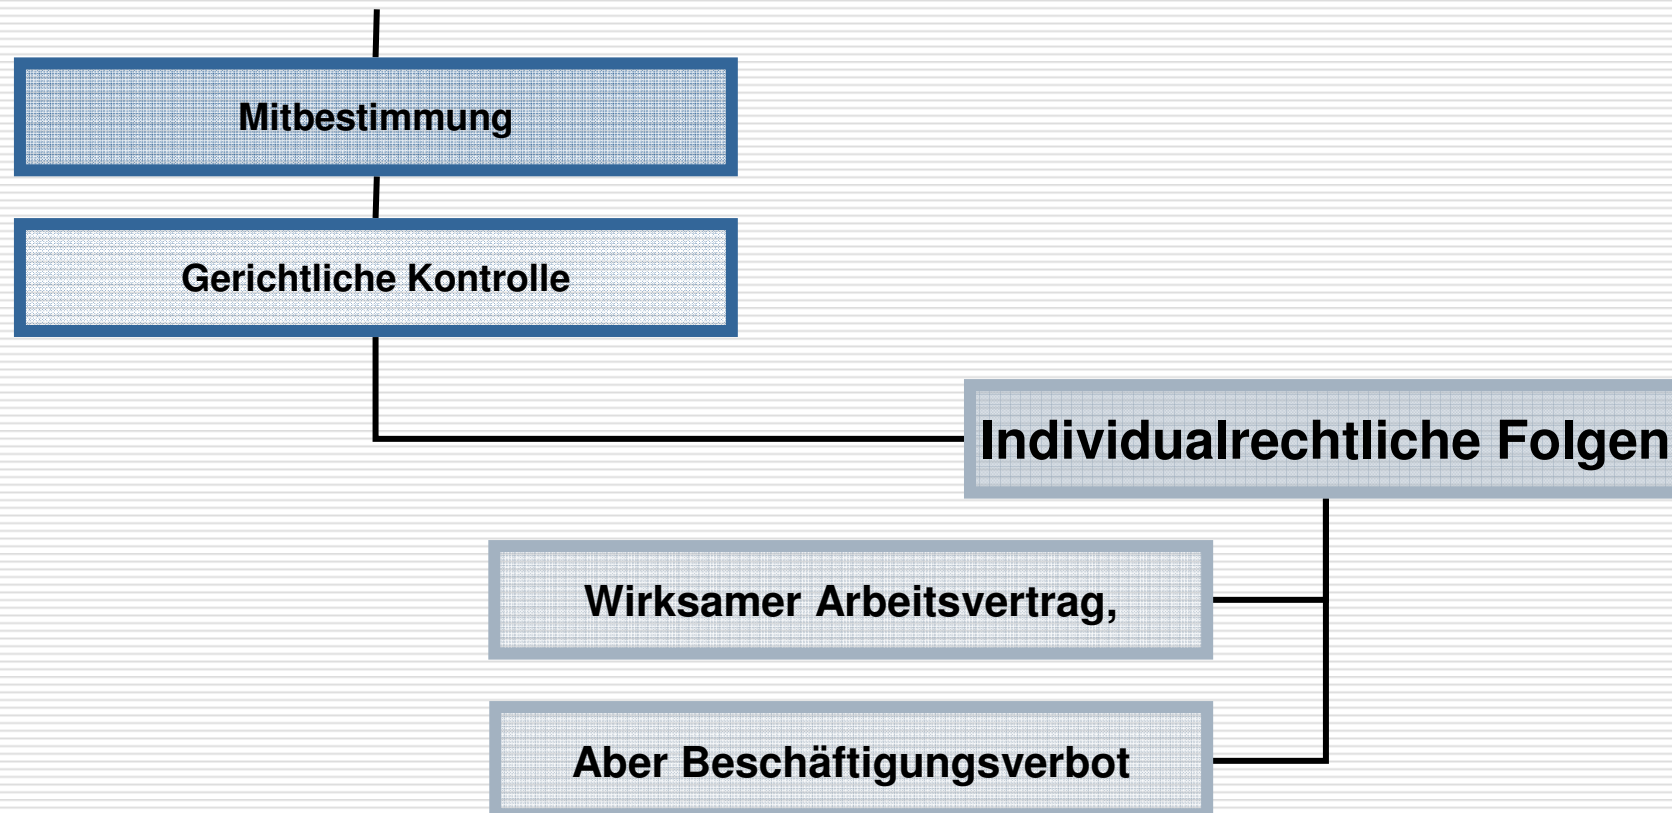 Mitbestimmung
Gerichtliche Kontrolle
Individualrechtliche Folgen
Wirksamer Arbeitsvertrag,
Aber Beschäftigungsverbot